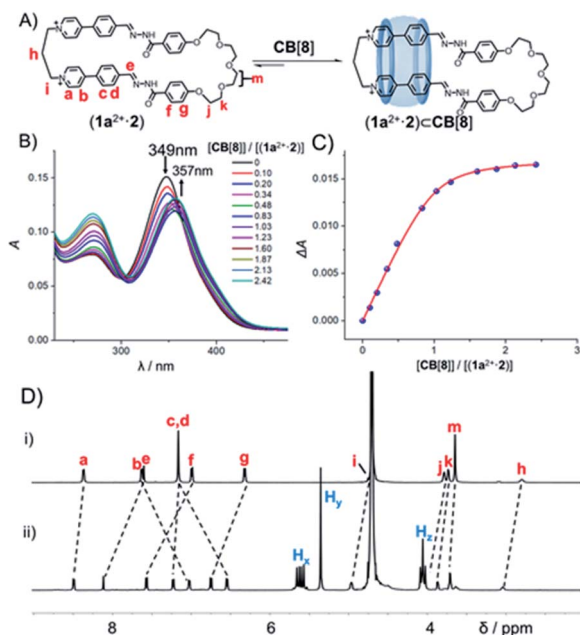 A)
N⁺
N-NH
O
O
O
O
CB[8]
h
i
N⁺
a b
c d
e
N-NH
O
f g
O
j
k
O
m
(1a²⁺·2)
(1a²⁺·2)⊂CB[8]
B)
349nm
357nm
[CB[8]] / [(1a²⁺·2)]
0
0.10
0.20
0.34
0.48
0.83
1.03
1.23
1.60
1.87
2.13
2.42
A
0.15
0.10
0.05
0.00
300 400
λ / nm
C)
ΔA
0.015
0.010
0.005
0.000
0 1 2 3
[CB[8]] / [(1a²⁺·2)]
D)
i)
a
b e
c,d
f
g
i
j k
m
h
ii)
Hx
Hy
Hz
8 6 4 δ / ppm